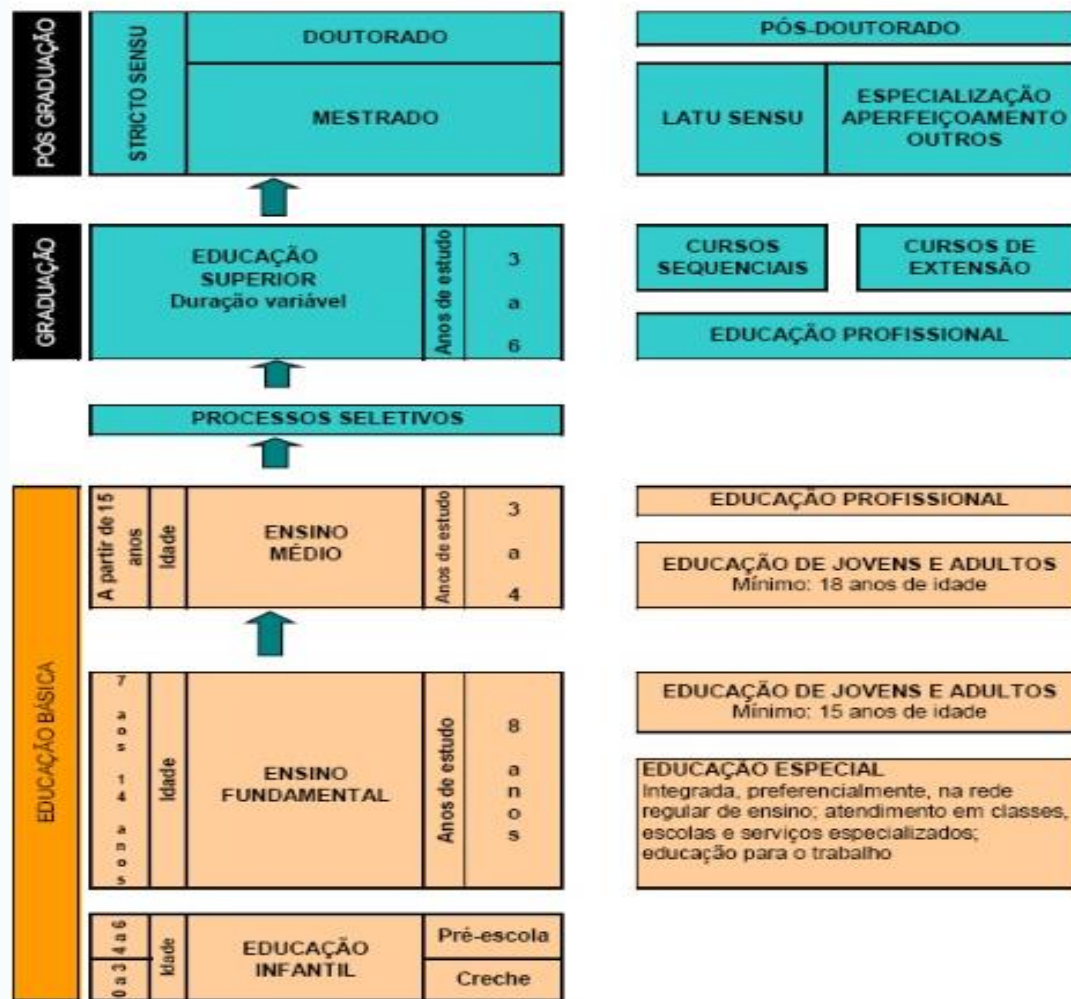 PÓS GRADUAÇÃO
STRICTO SENSU
DOUTORADO
MESTRADO
PÓS-DOUTORADO
LATU SENSU
ESPECIALIZAÇÃO
APERFEIÇOAMENTO
OUTROS
GRADUAÇÃO
EDUCAÇÃO
SUPERIOR
Duração variável
Anos de estudo
3
a
6
CURSOS
SEQUENCIAIS
CURSOS DE
EXTENSÃO
EDUCAÇÃO PROFISSIONAL
PROCESSOS SELETIVOS
EDUCAÇÃO BÁSICA
A partir de 15
anos
Idade
ENSINO
MÉDIO
Anos de estudo
3
a
4
EDUCAÇÃO PROFISSIONAL
EDUCAÇÃO DE JOVENS E ADULTOS
Mínimo: 18 anos de idade
7 aos 14 anos
Idade
ENSINO
FUNDAMENTAL
Anos de estudo
8 anos
EDUCAÇÃO DE JOVENS E ADULTOS
Mínimo: 15 anos de idade
EDUCAÇÃO ESPECIAL
Integrada, preferencialmente, na rede
regular de ensino; atendimento em classes,
escolas e serviços especializados;
educação para o trabalho
4 a 6
0 a 3
Idade
EDUCAÇÃO
INFANTIL
Pré-escola
Creche